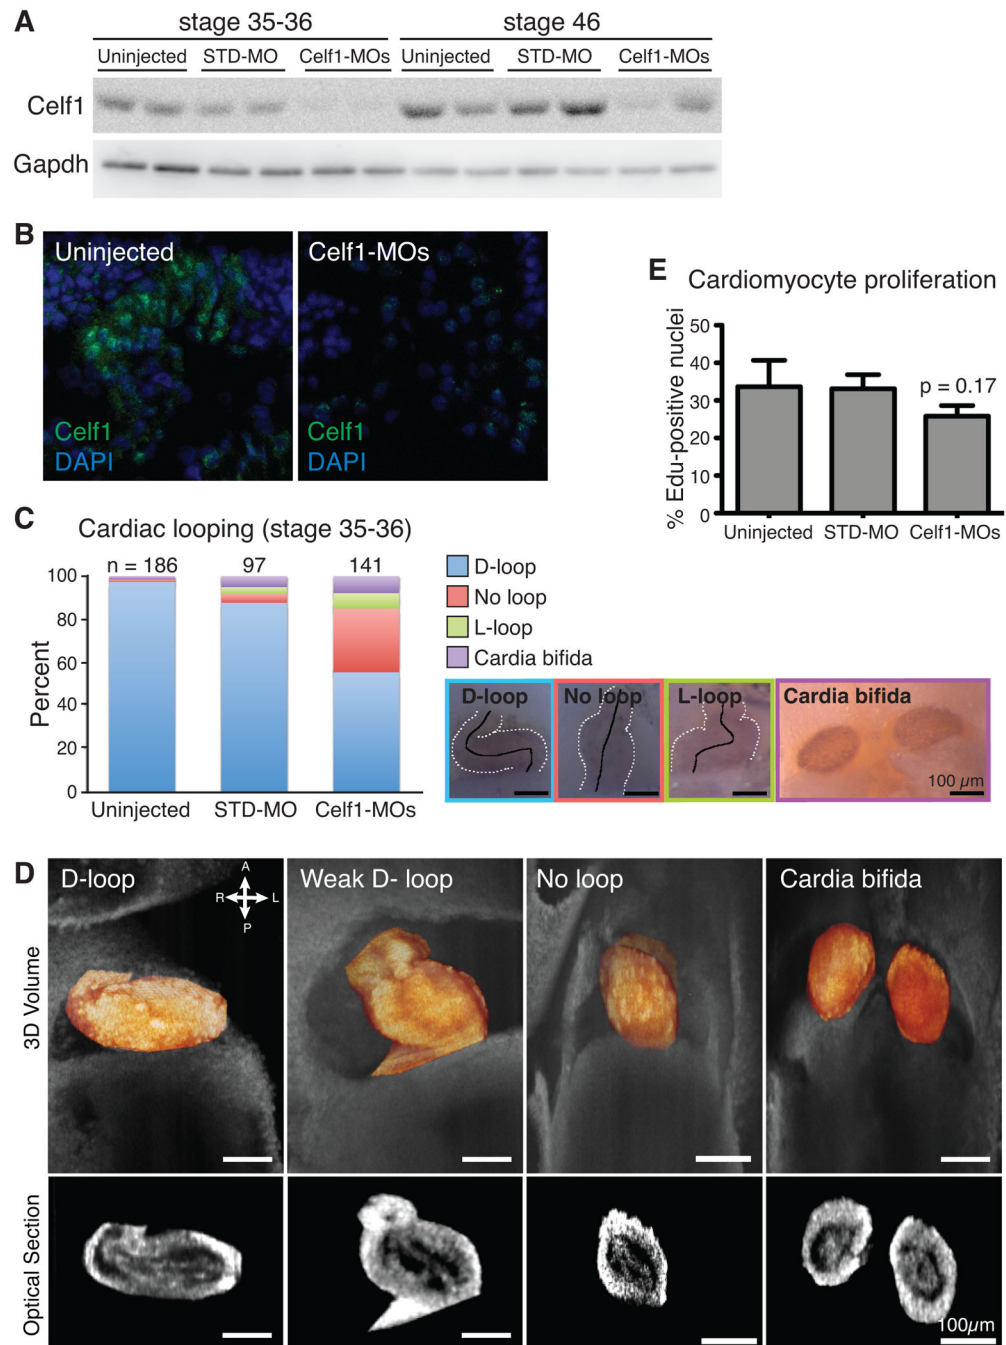 A
stage 35-36
stage 46
Uninjected
STD-MO
Celf1-MOs
Uninjected
STD-MO
Celf1-MOs
Celf1
Gapdh
B
Uninjected
Celf1
DAPI
Celf1-MOs
Celf1
DAPI
E
Cardiomyocyte proliferation
% Edu-positive nuclei
50
40
30
20
10
0
p = 0.17
Uninjected
STD-MO
Celf1-MOs
C
Cardiac looping (stage 35-36)
n = 186
97
141
Percent
100
80
60
40
20
0
Uninjected
STD-MO
Celf1-MOs
D-loop
No loop
L-loop
Cardia bifida
D-loop
No loop
L-loop
Cardia bifida
100 µm
D
3D Volume
D-loop
A
R
L
P
Weak D- loop
No loop
Cardia bifida
Optical Section
100µm